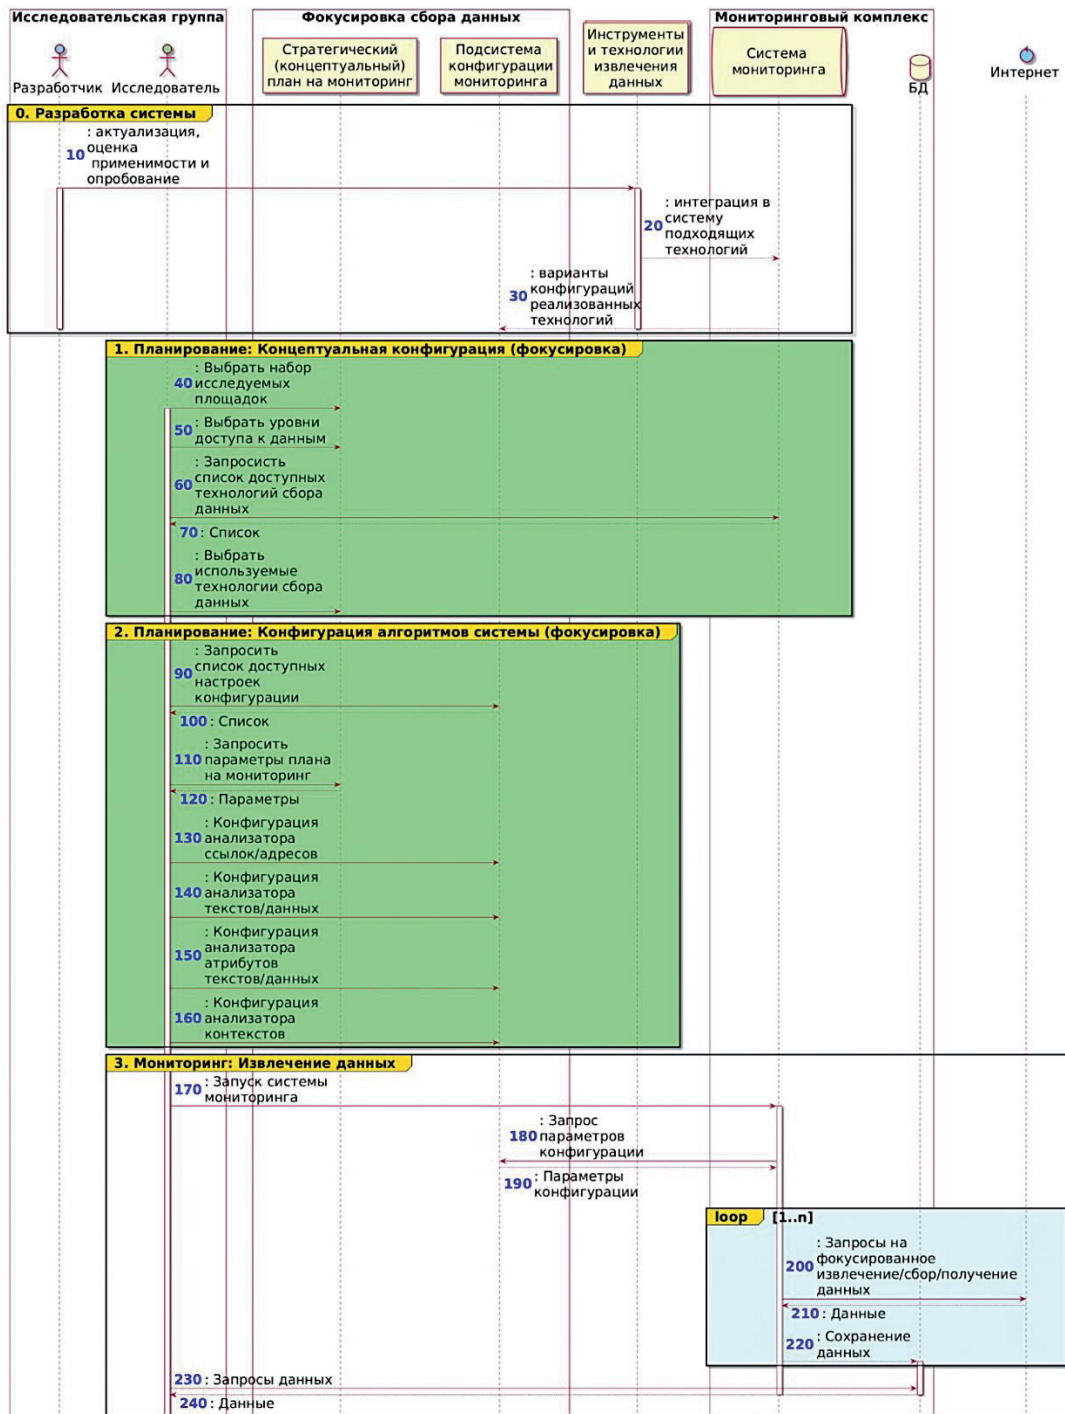 Исследовательская группа
Фокусировка сбора данных
Мониторинговый комплекс
Разработчик
Исследователь
Стратегический
(концептуальный)
план на мониторинг
Подсистема
конфигурации
мониторинга
Инструменты
и технологии
извлечения
данных
Система
мониторинга
БД
Интернет
0. Разработка системы
10 : актуализация,
оценка
применимости и
опробование
20 : интеграция в
систему
подходящих
технологий
30 : варианты
конфигураций
реализованных
технологий
1. Планирование: Концептуальная конфигурация (фокусировка)
40 : Выбрать набор
исследуемых
площадок
50 : Выбрать уровни
доступа к данным
60 : Запросисть
список доступных
технологий сбора
данных
70 : Список
80 : Выбрать
используемые
технологии сбора
данных
2. Планирование: Конфигурация алгоритмов системы (фокусировка)
90 : Запросить
список доступных
настроек
конфигурации
100 : Список
110 : Запросить
параметры плана
на мониторинг
120 : Параметры
130 : Конфигурация
анализатора
ссылок/адресов
140 : Конфигурация
анализатора
текстов/данных
150 : Конфигурация
анализатора
атрибутов
текстов/данных
160 : Конфигурация
анализатора
контекстов
3. Мониторинг: Извлечение данных
170 : Запуск системы
мониторинга
180 : Запрос
параметров
конфигурации
190 : Параметры
конфигурации
loop [1..n]
200 : Запросы на
фокусированное
извлечение/сбор/получение
данных
210 : Данные
220 : Сохранение
данных
230 : Запросы данных
240 : Данные